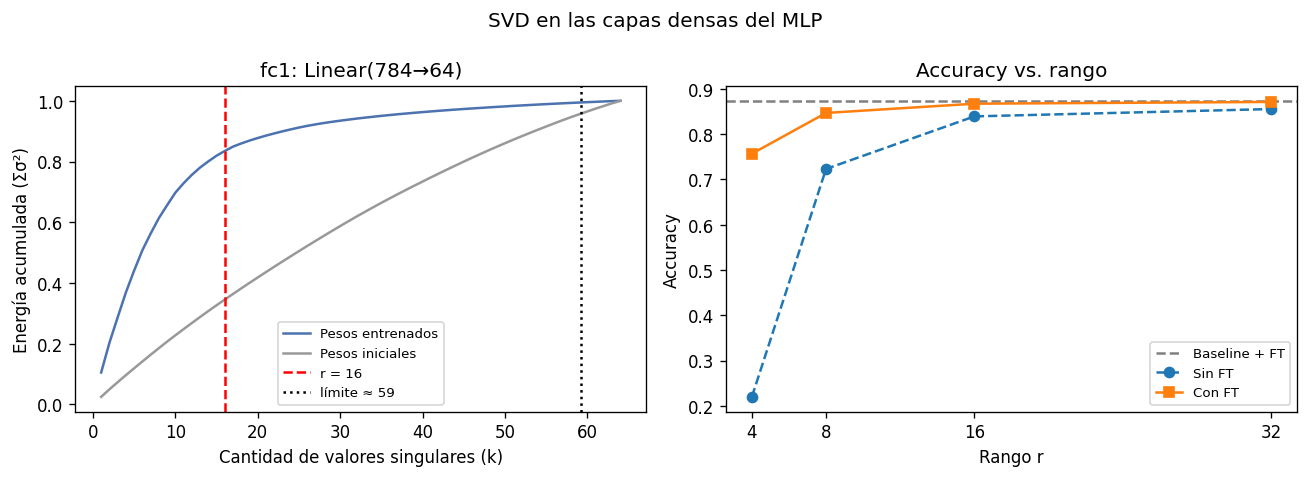 SVD en las capas densas del MLP
fc1: Linear(784→64)
Energía acumulada (Σσ²)
1.0
0.8
0.6
0.4
0.2
0.0
0
10
20
30
40
50
60
Cantidad de valores singulares (k)
Pesos entrenados
Pesos iniciales
r = 16
límite ≈ 59
Accuracy vs. rango
Accuracy
0.9
0.8
0.7
0.6
0.5
0.4
0.3
0.2
4
8
16
32
Rango r
Baseline + FT
Sin FT
Con FT